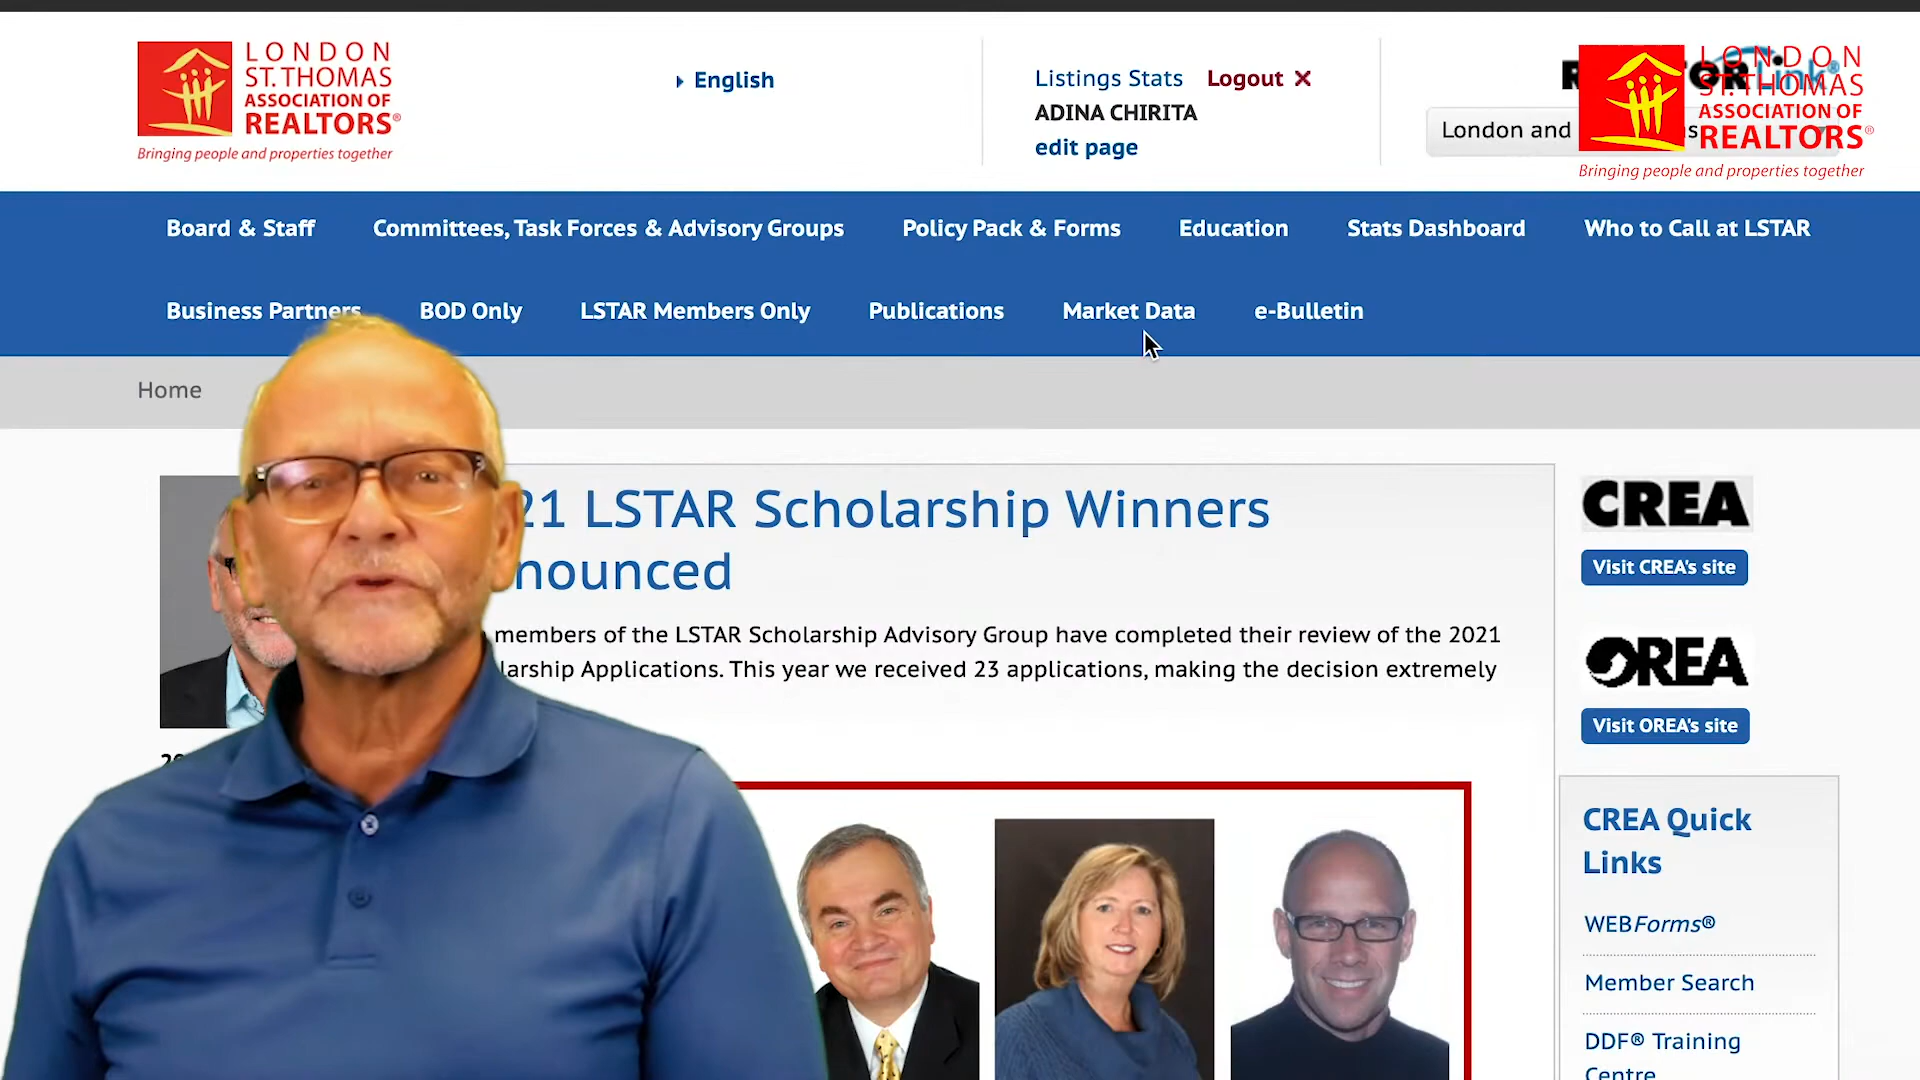 LONDON
ST. THOMAS
ASSOCIATION OF
REALTORS®
Bringing people and properties together
English
Listings Stats Logout ✕
ADINA CHIRITA
edit page
London and
LONDON
ST. THOMAS
ASSOCIATION OF
REALTORS®
Bringing people and properties together
Board & Staff Committees, Task Forces & Advisory Groups Policy Pack & Forms Education Stats Dashboard Who to Call at LSTAR
Business Partners BOD Only LSTAR Members Only Publications Market Data e-Bulletin
Home
21 LSTAR Scholarship Winners
nounced
members of the LSTAR Scholarship Advisory Group have completed their review of the 2021
larship Applications. This year we received 23 applications, making the decision extremely
CREA
Visit CREA's site
OREA
Visit OREA's site
CREA Quick
Links
WEBForms®
Member Search
DDF® Training
Centre